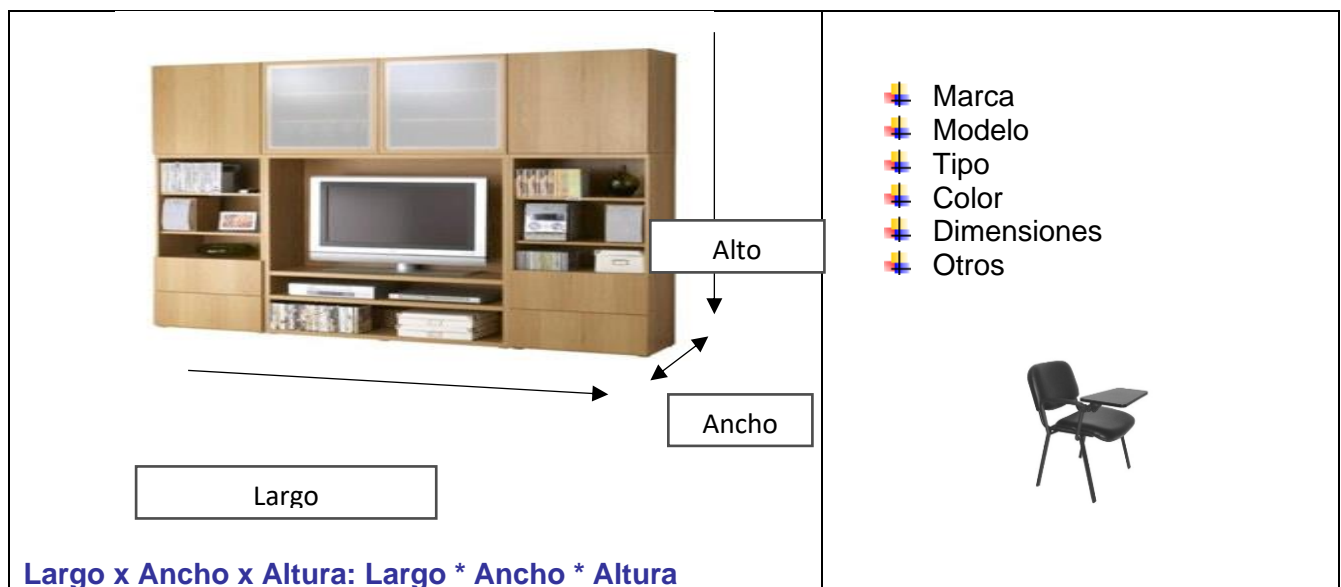 Alto
Ancho
Largo
Largo x Ancho x Altura: Largo * Ancho * Altura
Marca
Modelo
Tipo
Color
Dimensiones
Otros